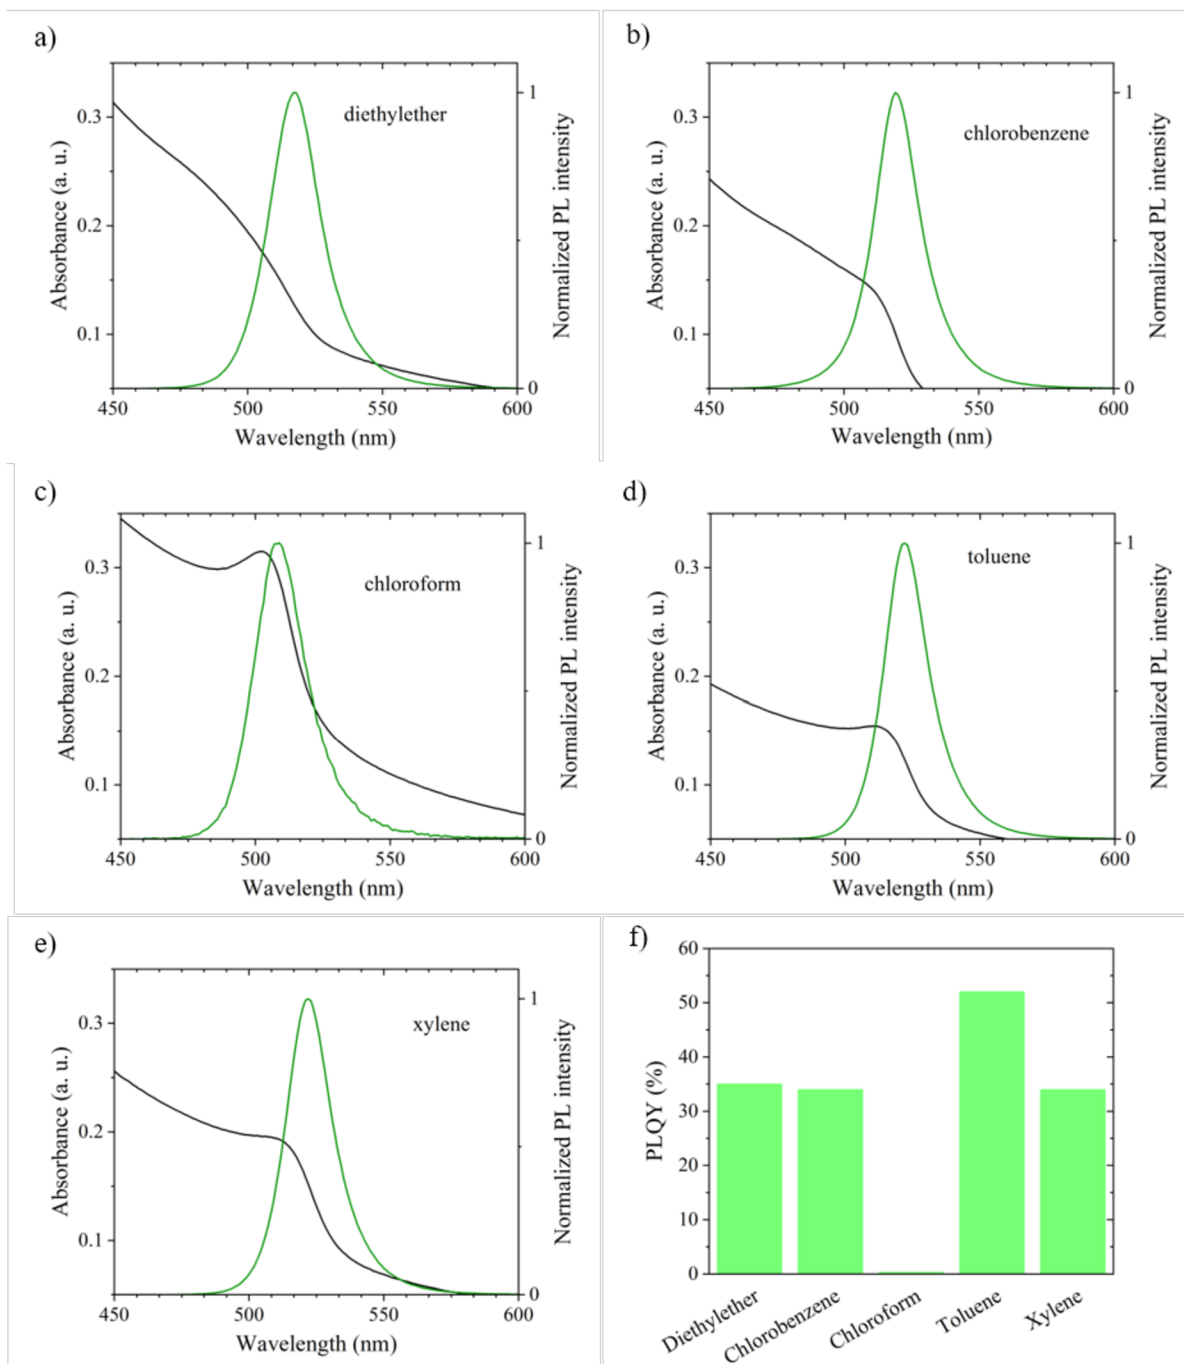 a)
diethylether
0.3
0.2
0.1
Absorbance (a. u.)
1
0
Normalized PL intensity
450 500 550 600
Wavelength (nm)
b)
chlorobenzene
0.3
0.2
0.1
Absorbance (a. u.)
1
0
Normalized PL intensity
450 500 550 600
Wavelength (nm)
c)
chloroform
0.3
0.2
0.1
Absorbance (a. u.)
1
0
Normalized PL intensity
450 500 550 600
Wavelength (nm)
d)
toluene
0.3
0.2
0.1
Absorbance (a. u.)
1
0
Normalized PL intensity
450 500 550 600
Wavelength (nm)
e)
xylene
0.3
0.2
0.1
Absorbance (a. u.)
1
0
Normalized PL intensity
450 500 550 600
Wavelength (nm)
f)
60
50
40
30
20
10
0
PLQY (%)
Diethylether
Chlorobenzene
Chloroform
Toluene
Xylene